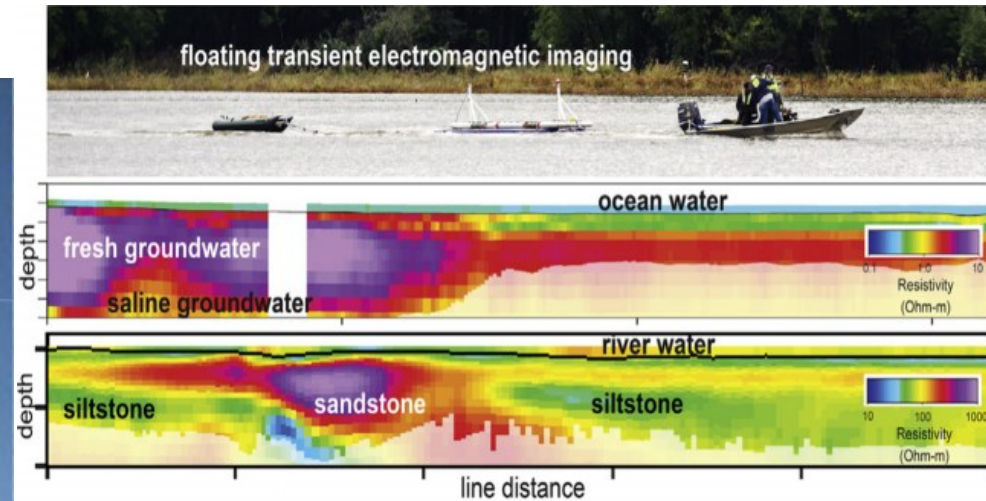 floating transient electromagnetic imaging
ocean water
fresh groundwater
saline groundwater
depth
0.1 1.0 10
Resistivity
(Ohm-m)
river water
siltstone
sandstone
siltstone
depth
10 100 1000
Resistivity
(Ohm-m)
line distance